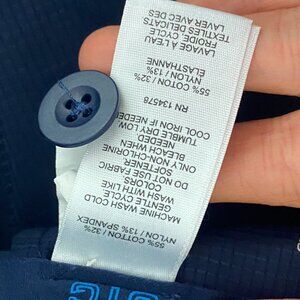 55% COTTON / 32%
NYLON / 13% SPANDEX
MACHINE WASH COLD
GENTLE CYCLE
WASH WITH LIKE
COLORS
DO NOT USE FABRIC
SOFTENER
ONLY NON-CHLORINE
BLEACH WHEN NEEDED
TUMBLE DRY LOW
COOL IRON IF NEEDED
RN 134578
55% COTTON / 32%
NYLON / 13%
ELASTHANNE
LAVAGE A L'EAU
FROIDE, CYCLE
TEXTILES DELICATS
LAVER AVEC DES